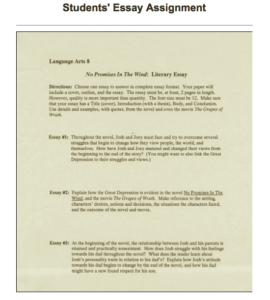 Students' Essay Assignment
Language Arts 8
No Promises In The Wind: Literary Essay
Directions: Choose one essay to answer in complete essay format. Your paper will
include a cover, outline, and the essay. The essay must be, at least, 2 pages in length.
However, quality is more important than quantity. The font size must be 12. Make sure
that your essay has a Title (cover), Introduction (with a thesis), Body, and Conclusion.
Use details and examples, with quotes, from the novel and even the movie The Grapes of
Wrath.
Essay #1: Throughout the novel, Josh and Joey must face and try to overcome several
struggles that begin to change how they view people, the world, and
themselves. How have Josh and Joey matured and changed their views from
the beginning to the end of the story? (You might want to also link the Great
Depression to their struggles and views.)
Essay #2: Explain how the Great Depression is evident in the novel No Promises In The
Wind, and the movie The Grapes of Wrath. Make reference to the setting,
characters' desires, actions and decisions, the situations the characters faced,
and the outcome of the novel and movie.
Essay #3: At the beginning of the novel, the relationship between Josh and his parents is
strained and practically nonexistent. How does Josh struggle with his feelings
towards his dad throughout the novel? What does the reader learn about
Josh's personality traits in relation to his dad's? Explain how Josh's attitude
towards his dad begins to change by the end of the novel, and how his dad
might have a new found respect for his son.